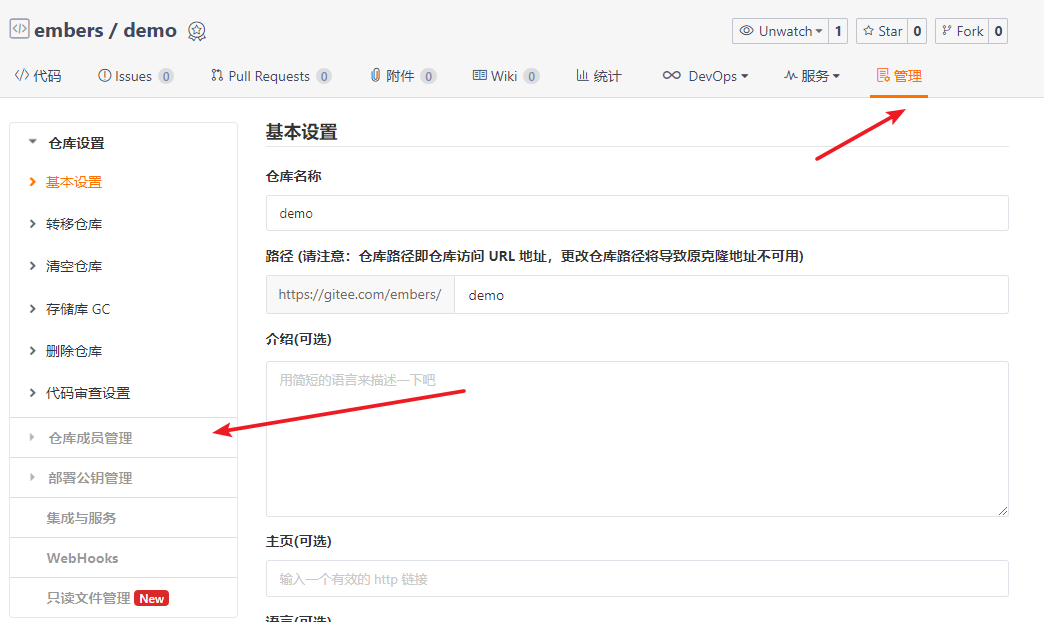 embers / demo
Unwatch 1 Star 0 Fork 0
代码 Issues 0 Pull Requests 0 附件 0 Wiki 0 统计 DevOps 服务 管理
仓库设置
基本设置
转移仓库
清空仓库
存储库 GC
删除仓库
代码审查设置
仓库成员管理
部署公钥管理
集成与服务
WebHooks
只读文件管理 New
基本设置
仓库名称
demo
路径 (请注意：仓库路径即仓库访问 URL 地址，更改仓库路径将导致原克隆地址不可用)
https://gitee.com/embers/ demo
介绍(可选)
用简短的语言来描述一下吧
主页(可选)
输入一个有效的 http 链接
语言(可选)